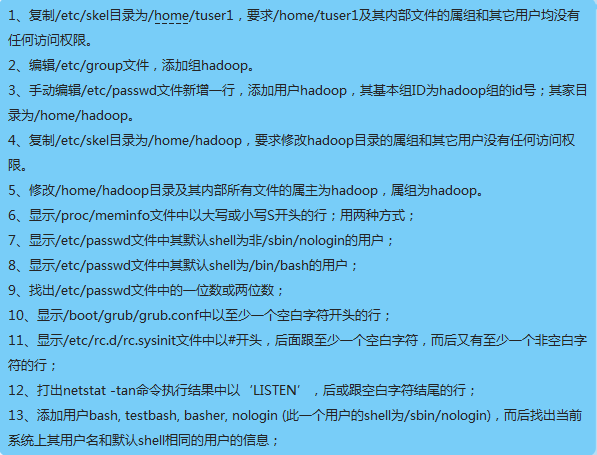 1、复制/etc/skel目录为/home/tuser1，要求/home/tuser1及其内部文件的属组和其它用户均没有
任何访问权限。
2、编辑/etc/group文件，添加组hadoop。
3、手动编辑/etc/passwd文件新增一行，添加用户hadoop，其基本组ID为hadoop组的id号；其家目
录为/home/hadoop。
4、复制/etc/skel目录为/home/hadoop，要求修改hadoop目录的属组和其它用户没有任何访问权
限。
5、修改/home/hadoop目录及其内部所有文件的属主为hadoop，属组为hadoop。
6、显示/proc/meminfo文件中以大写或小写S开头的行；用两种方式；
7、显示/etc/passwd文件中其默认shell为非/sbin/nologin的用户；
8、显示/etc/passwd文件中其默认shell为/bin/bash的用户；
9、找出/etc/passwd文件中的一位数或两位数；
10、显示/boot/grub/grub.conf中以至少一个空白字符开头的行；
11、显示/etc/rc.d/rc.sysinit文件中以#开头，后面跟至少一个空白字符，而后又有至少一个非空白字
符的行；
12、打出netstat -tan命令执行结果中以‘LISTEN’，后或跟空白字符结尾的行；
13、添加用户bash, testbash, basher, nologin (此一个用户的shell为/sbin/nologin)，而后找出当前
系统上其用户名和默认shell相同的用户的信息；